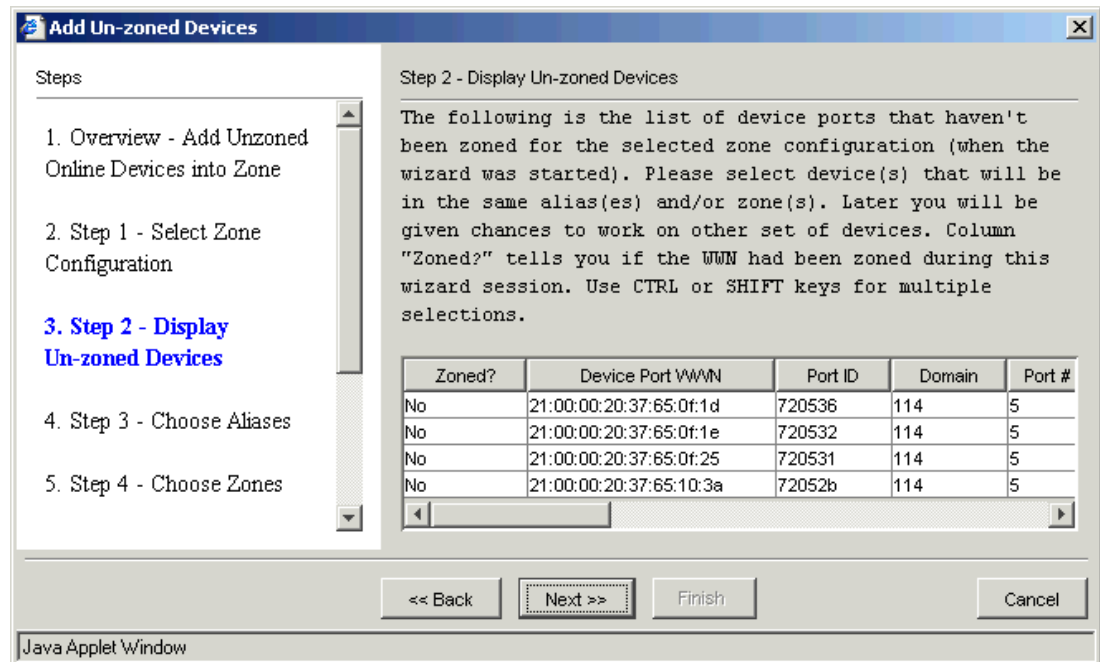 Add Un-zoned Devices
Steps
1. Overview - Add Unzoned
Online Devices into Zone
2. Step 1 - Select Zone
Configuration
3. Step 2 - Display
Un-zoned Devices
4. Step 3 - Choose Aliases
5. Step 4 - Choose Zones
Step 2 - Display Un-zoned Devices
The following is the list of device ports that haven't
been zoned for the selected zone configuration (when the
wizard was started). Please select device(s) that will be
in the same alias(es) and/or zone(s). Later you will be
given chances to work on other set of devices. Column
"Zoned?" tells you if the WWN had been zoned during this
wizard session. Use CTRL or SHIFT keys for multiple
selections.
Zoned? Device Port WWN Port ID Domain Port #
No 21:00:00:20:37:65:0f:1d 720536 114 5
No 21:00:00:20:37:65:0f:1e 720532 114 5
No 21:00:00:20:37:65:0f:25 720531 114 5
No 21:00:00:20:37:65:10:3a 72052b 114 5
<< Back Next >> Finish Cancel
Java Applet Window